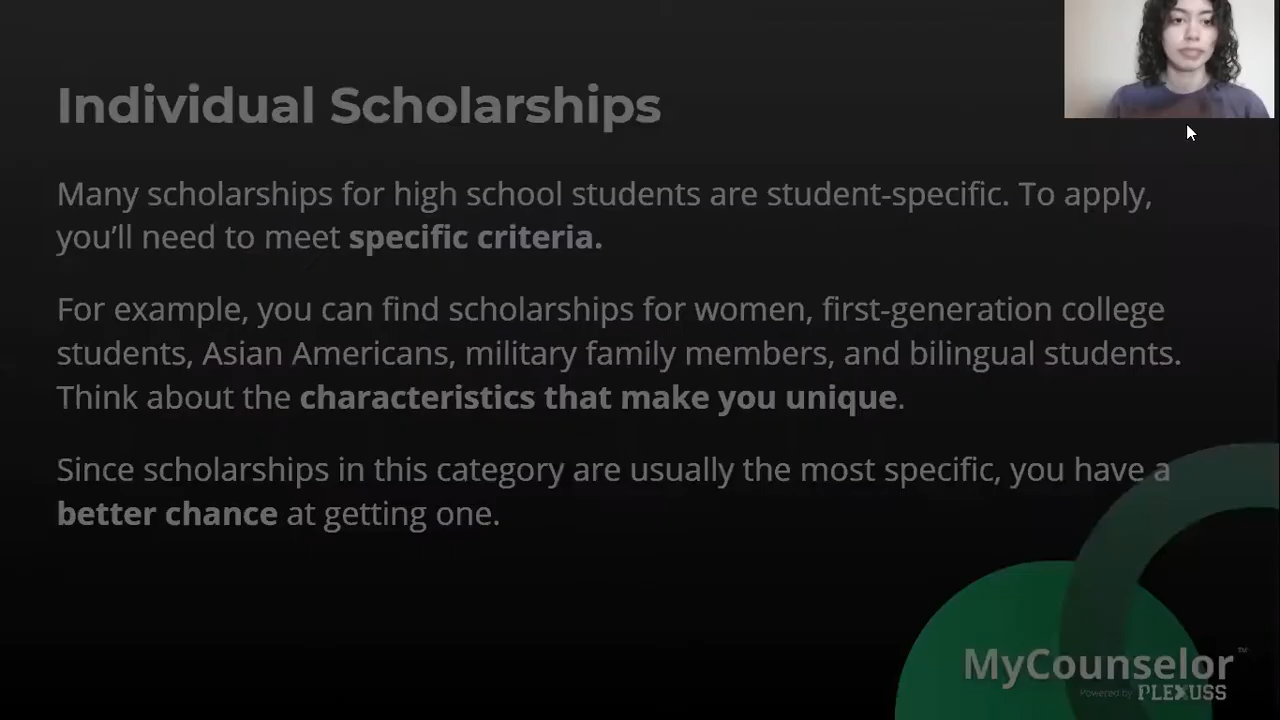 Individual Scholarships
Many scholarships for high school students are student-specific. To apply,
you'll need to meet specific criteria.
For example, you can find scholarships for women, first-generation college
students, Asian Americans, military family members, and bilingual students.
Think about the characteristics that make you unique.
Since scholarships in this category are usually the most specific, you have a
better chance at getting one.
MyCounselor™
Powered by PLEXUSS